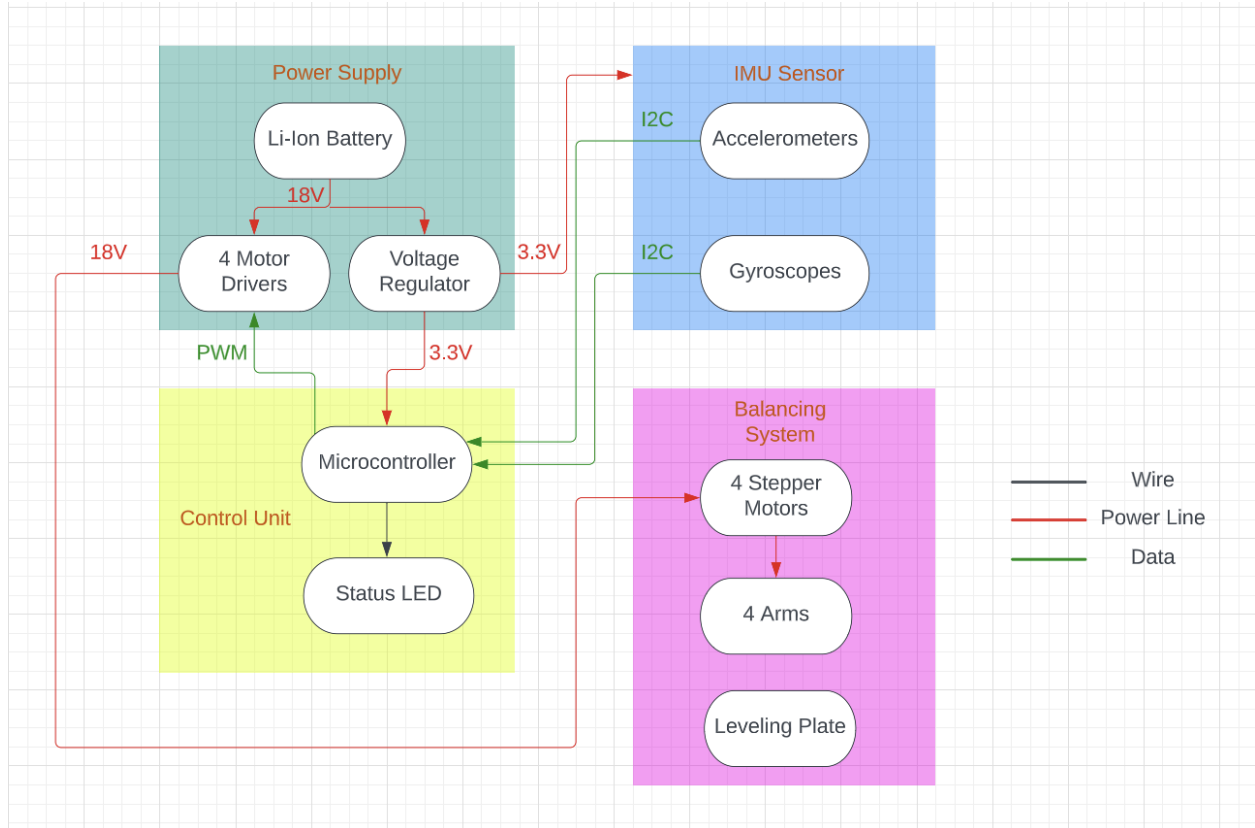 Power Supply
Li-Ion Battery
18V
18V
4 Motor
Drivers
Voltage
Regulator
3.3V
PWM
3.3V
IMU Sensor
I2C
Accelerometers
I2C
Gyroscopes
Control Unit
Microcontroller
Status LED
Balancing
System
4 Stepper
Motors
4 Arms
Leveling Plate
Wire
Power Line
Data